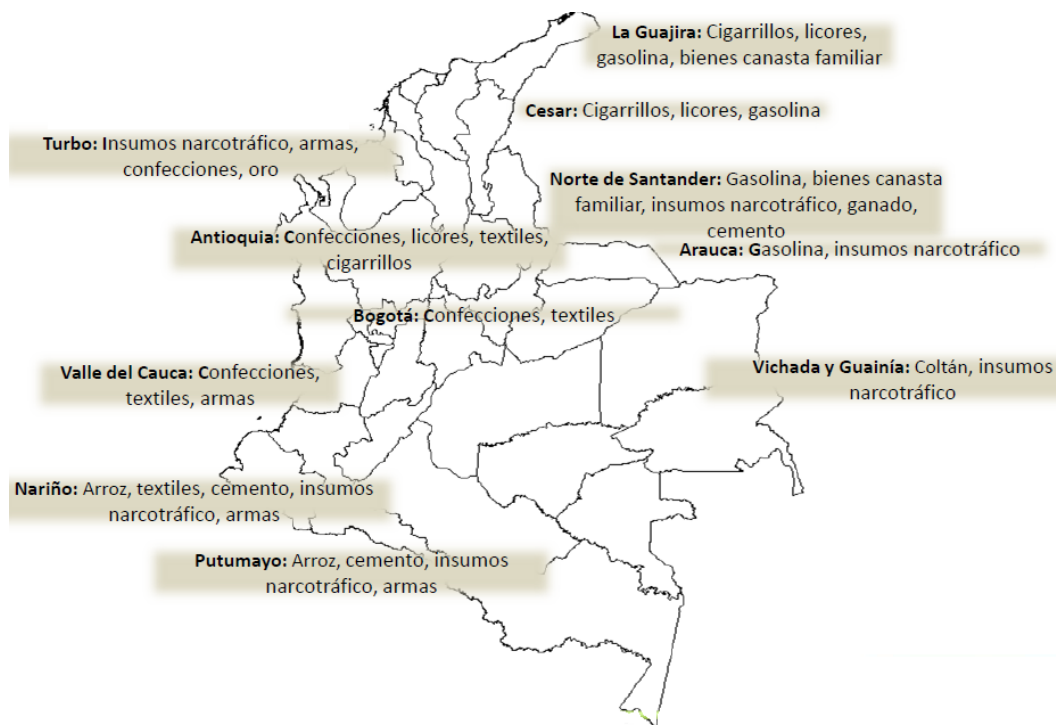 La Guajira: Cigarrillos, licores,
gasolina, bienes canasta familiar
Cesar: Cigarrillos, licores, gasolina
Turbo: Insumos narcotráfico, armas,
confecciones, oro
Norte de Santander: Gasolina, bienes canasta
familiar, insumos narcotráfico, ganado,
cemento
Antioquia: Confecciones, licores, textiles,
cigarrillos
Arauca: Gasolina, insumos narcotráfico
Bogotá: Confecciones, textiles
Valle del Cauca: Confecciones,
textiles, armas
Vichada y Guainía: Coltán, insumos
narcotráfico
Nariño: Arroz, textiles, cemento, insumos
narcotráfico, armas
Putumayo: Arroz, cemento, insumos
narcotráfico, armas